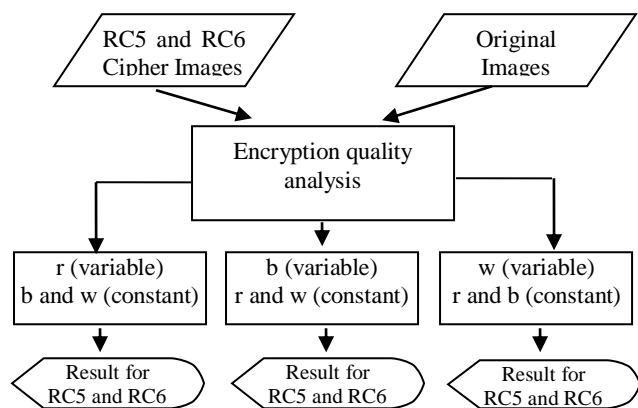 RC5 and RC6
Cipher Images
Original
Images
Encryption quality
analysis
r (variable)
b and w (constant)
b (variable)
r and w (constant)
w (variable)
r and b (constant)
Result for
RC5 and RC6
Result for
RC5 and RC6
Result for
RC5 and RC6